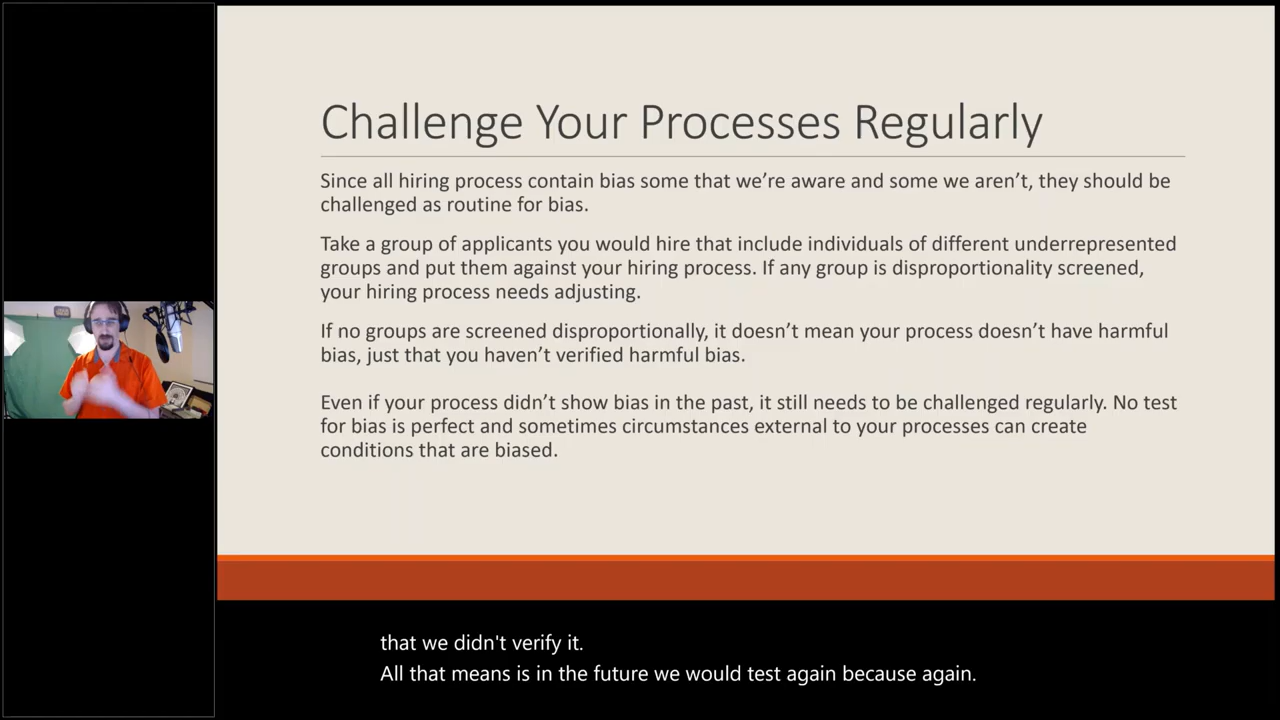 Challenge Your Processes Regularly
Since all hiring process contain bias some that we’re aware and some we aren’t, they should be
challenged as routine for bias.
Take a group of applicants you would hire that include individuals of different underrepresented
groups and put them against your hiring process. If any group is disproportionality screened,
your hiring process needs adjusting.
If no groups are screened disproportionally, it doesn’t mean your process doesn’t have harmful
bias, just that you haven’t verified harmful bias.
Even if your process didn’t show bias in the past, it still needs to be challenged regularly. No test
for bias is perfect and sometimes circumstances external to your processes can create
conditions that are biased.
that we didn't verify it.
All that means is in the future we would test again because again.